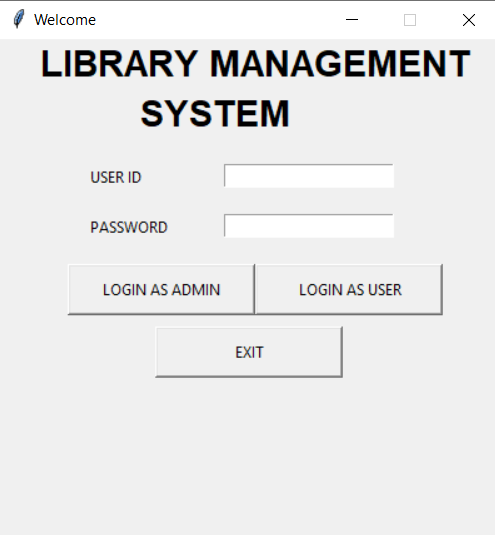 Welcome
LIBRARY MANAGEMENT
SYSTEM
USER ID
PASSWORD
LOGIN AS ADMIN LOGIN AS USER
EXIT